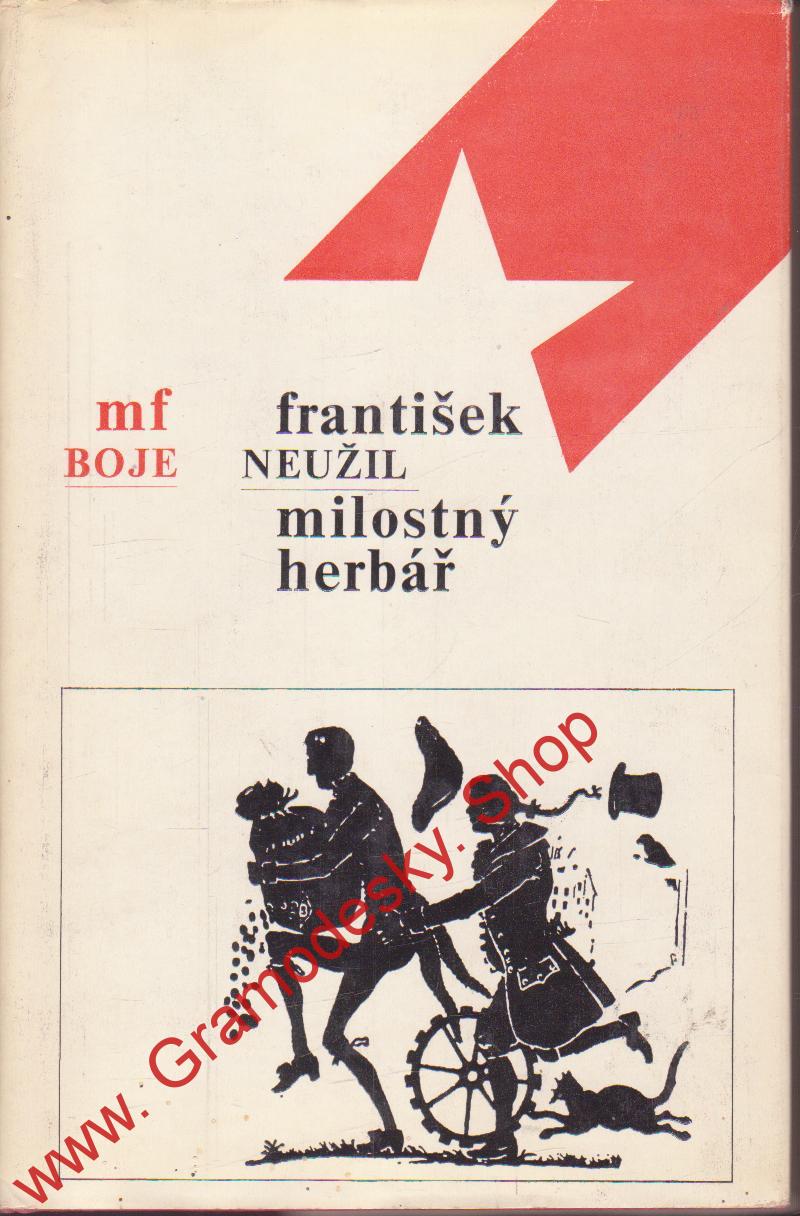 mf
BOJE
františek
NEUŽIL
milostný
herbář
www. Gramodesky. Shop